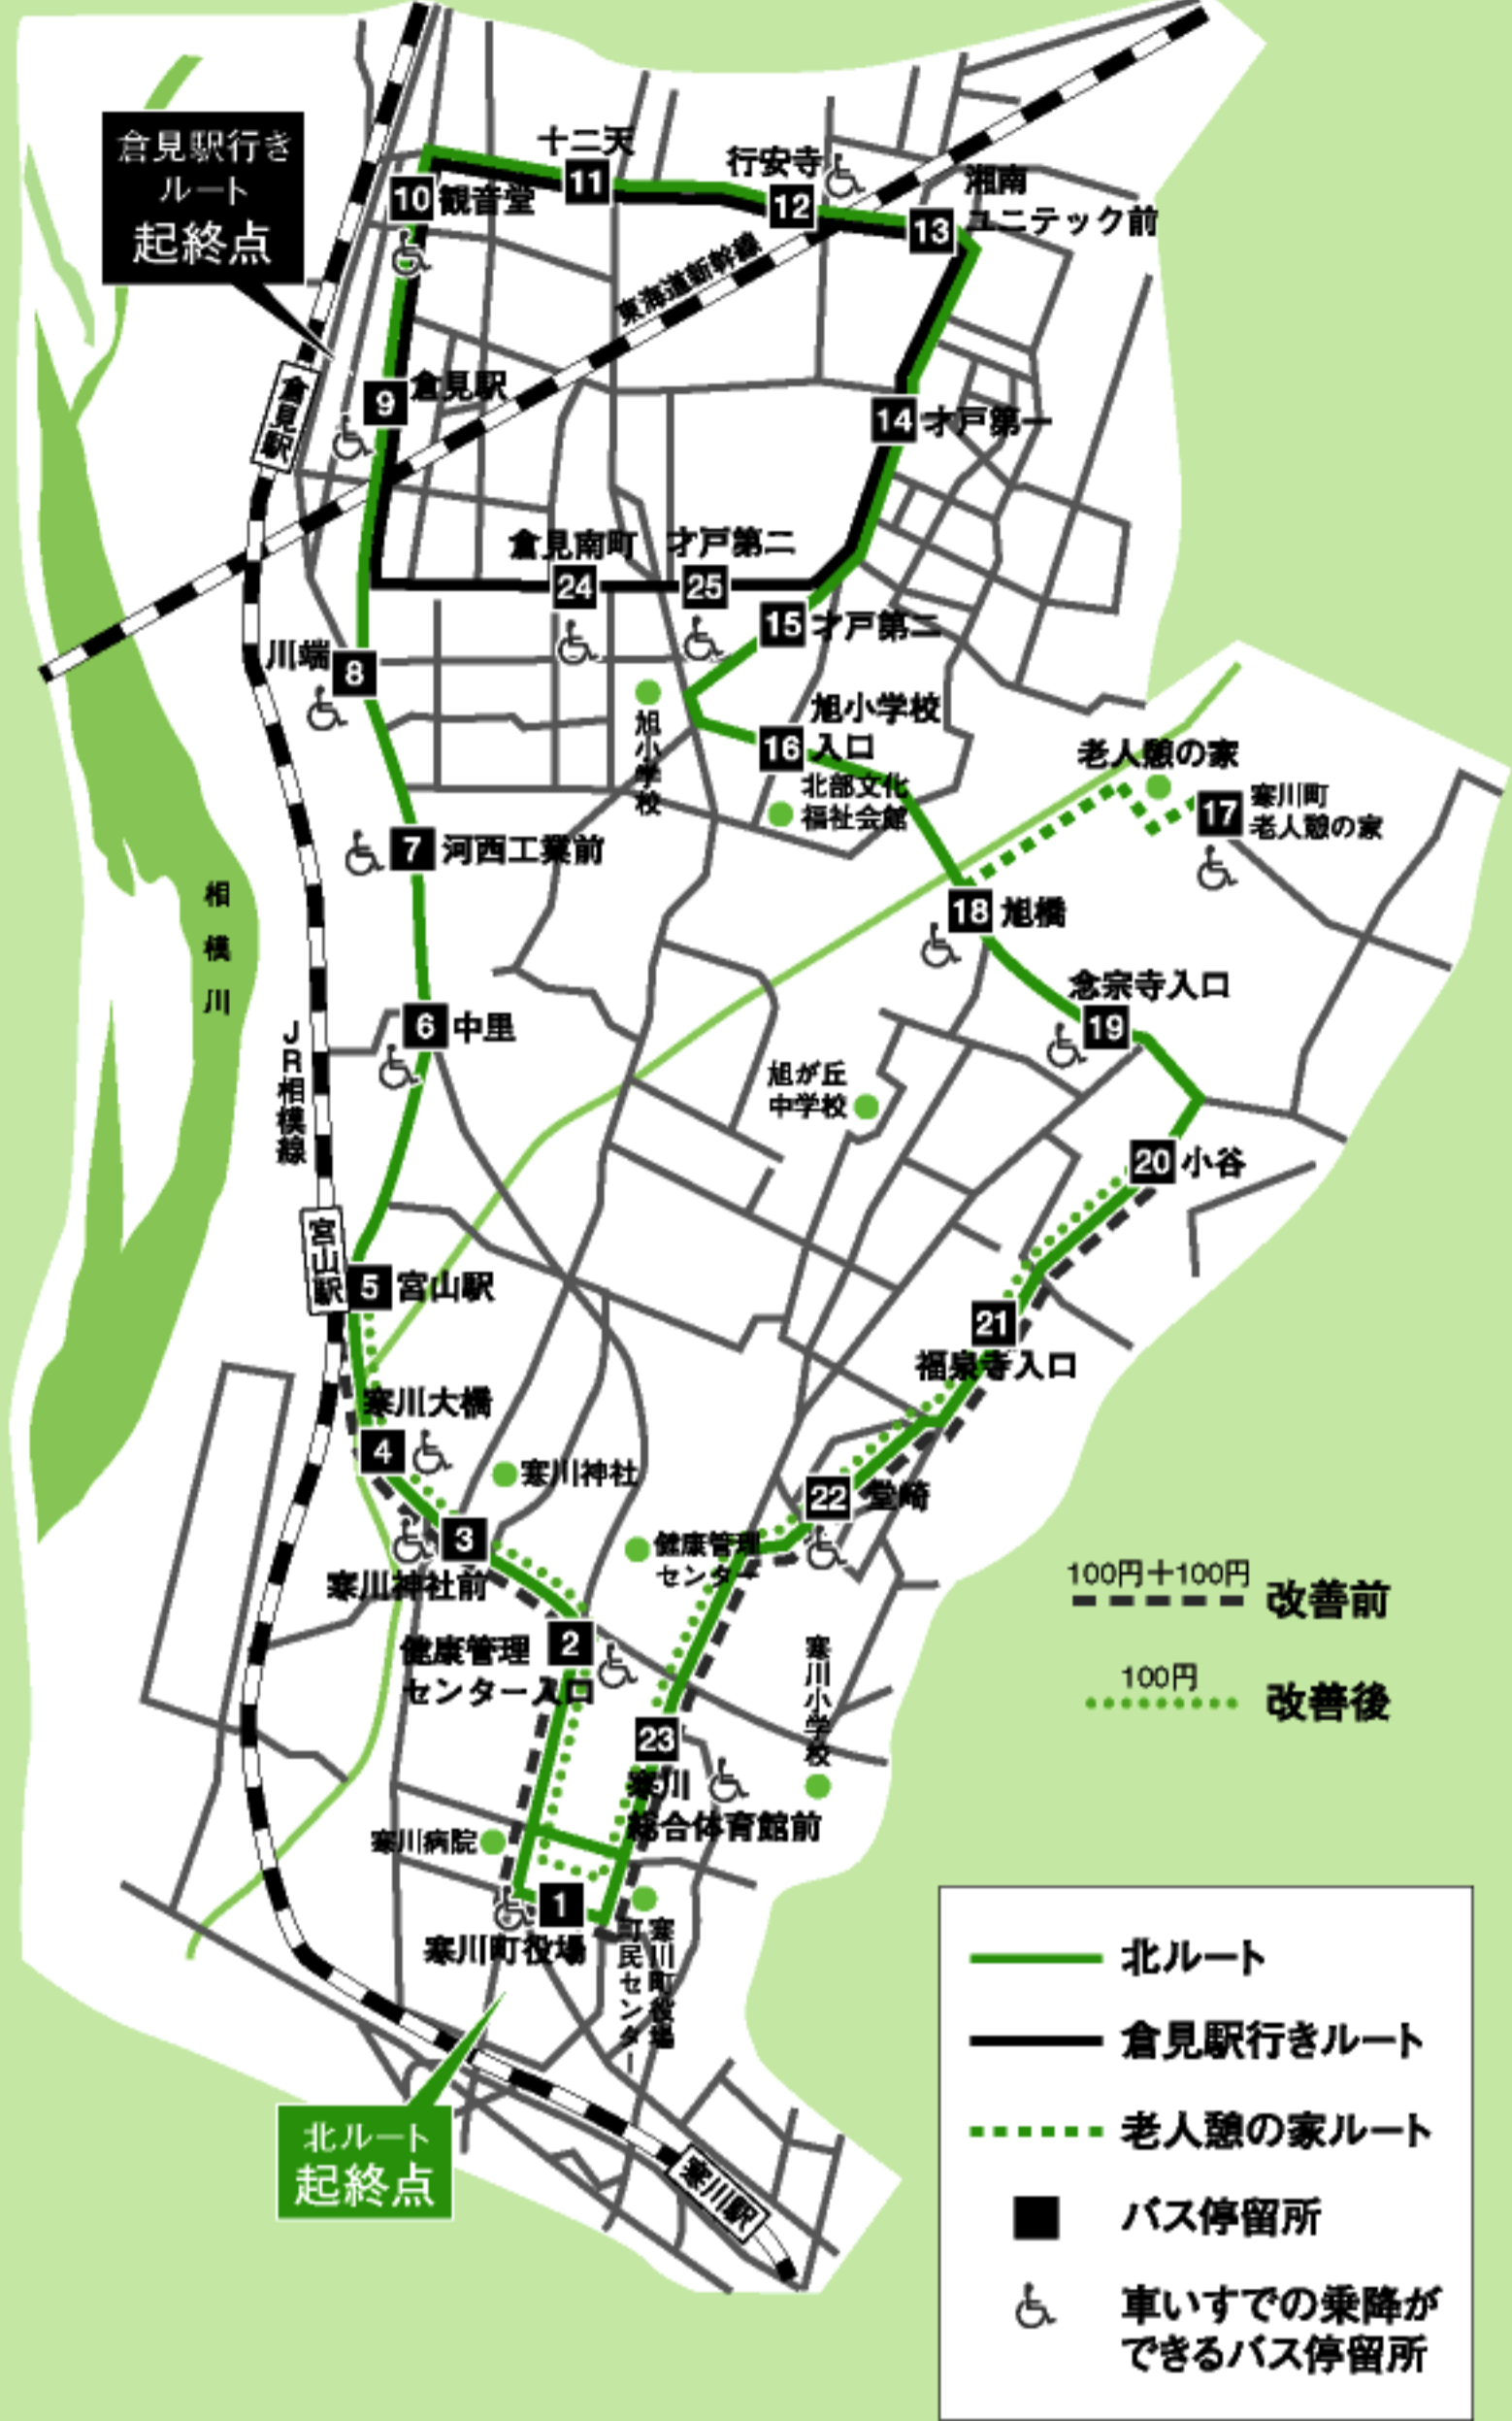 倉見駅行き
ルート
起終点
十二天
11
行安寺
12
湘南
ユニテック前
13
10
観音堂
東海道新幹線
倉見駅
9
倉見駅
14
才戸第一
倉見南町
24
才戸第二
25
15
才戸第二
川端
8
旭小学校
旭小学校
入口
16
北部文化
福祉会館
老人憩の家
17
寒川町
老人憩の家
7
河西工業前
相模川
18
旭橋
念宗寺入口
19
6
中里
JR相模線
旭が丘
中学校
20
小谷
宮山駅
5
宮山駅
21
福泉寺入口
寒川大橋
4
寒川神社
22
堂崎
3
寒川神社前
健康管理
センター
100円+100円
改善前
2
健康管理
センター入口
寒川小学校
100円
改善後
23
寒川
総合体育館前
寒川病院
1
寒川町役場
寒川町役場
町民センター
北ルート
起終点
寒川駅
北ルート
倉見駅行きルート
老人憩の家ルート
バス停留所
車いすでの乗降が
できるバス停留所